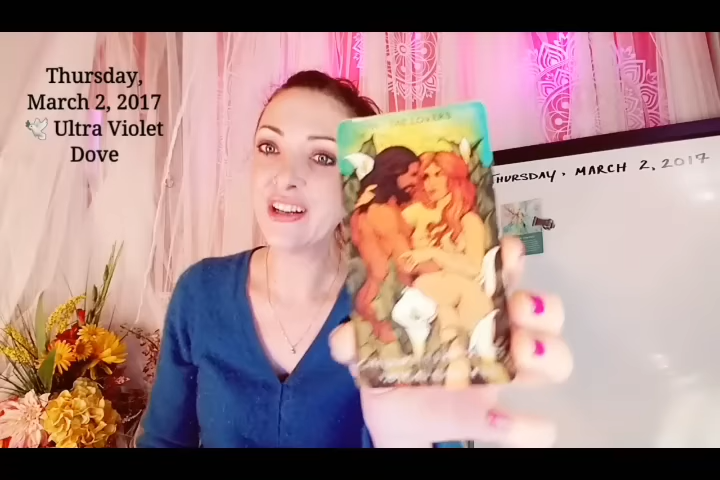 Thursday,
March 2, 2017
🕊 Ultra Violet
Dove
THE LOVERS
THURSDAY, MARCH 2, 2017